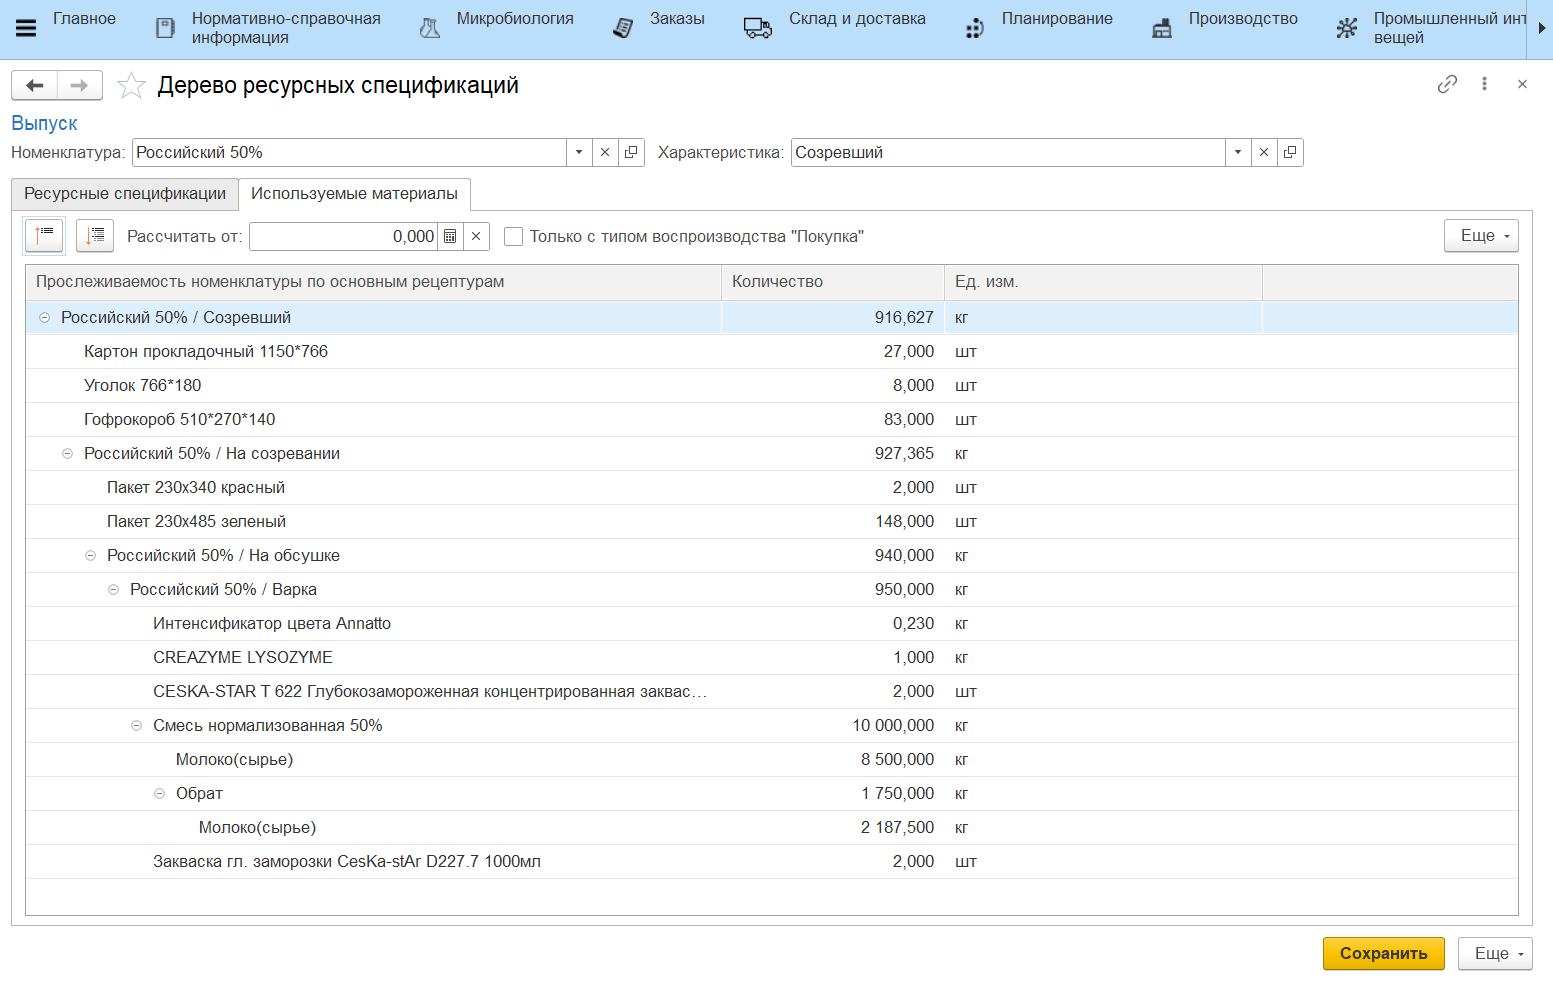 Главное
Нормативно-справочная
информация
Микробиология
Заказы
Склад и доставка
Планирование
Производство
Промышленный инт
вещей
Дерево ресурсных спецификаций
Выпуск
Номенклатура: Российский 50% Характеристика: Созревший
Ресурсные спецификации Используемые материалы
Рассчитать от: 0,000 Только с типом воспроизводства "Покупка" Еще
Прослеживаемость номенклатуры по основным рецептурам Количество Ед. изм.
Российский 50% / Созревший 916,627 кг
Картон прокладочный 1150*766 27,000 шт
Уголок 766*180 8,000 шт
Гофрокороб 510*270*140 83,000 шт
Российский 50% / На созревании 927,365 кг
Пакет 230х340 красный 2,000 шт
Пакет 230х485 зеленый 148,000 шт
Российский 50% / На обсушке 940,000 кг
Российский 50% / Варка 950,000 кг
Интенсификатор цвета Annatto 0,230 кг
CREAZYME LYSOZYME 1,000 кг
CESKA-STAR T 622 Глубокозамороженная концентрированная заквас... 2,000 шт
Смесь нормализованная 50% 10 000,000 кг
Молоко(сырье) 8 500,000 кг
Обрат 1 750,000 кг
Молоко(сырье) 2 187,500 кг
Закваска гл. заморозки CesKa-stAr D227.7 1000мл 2,000 шт
Сохранить Еще